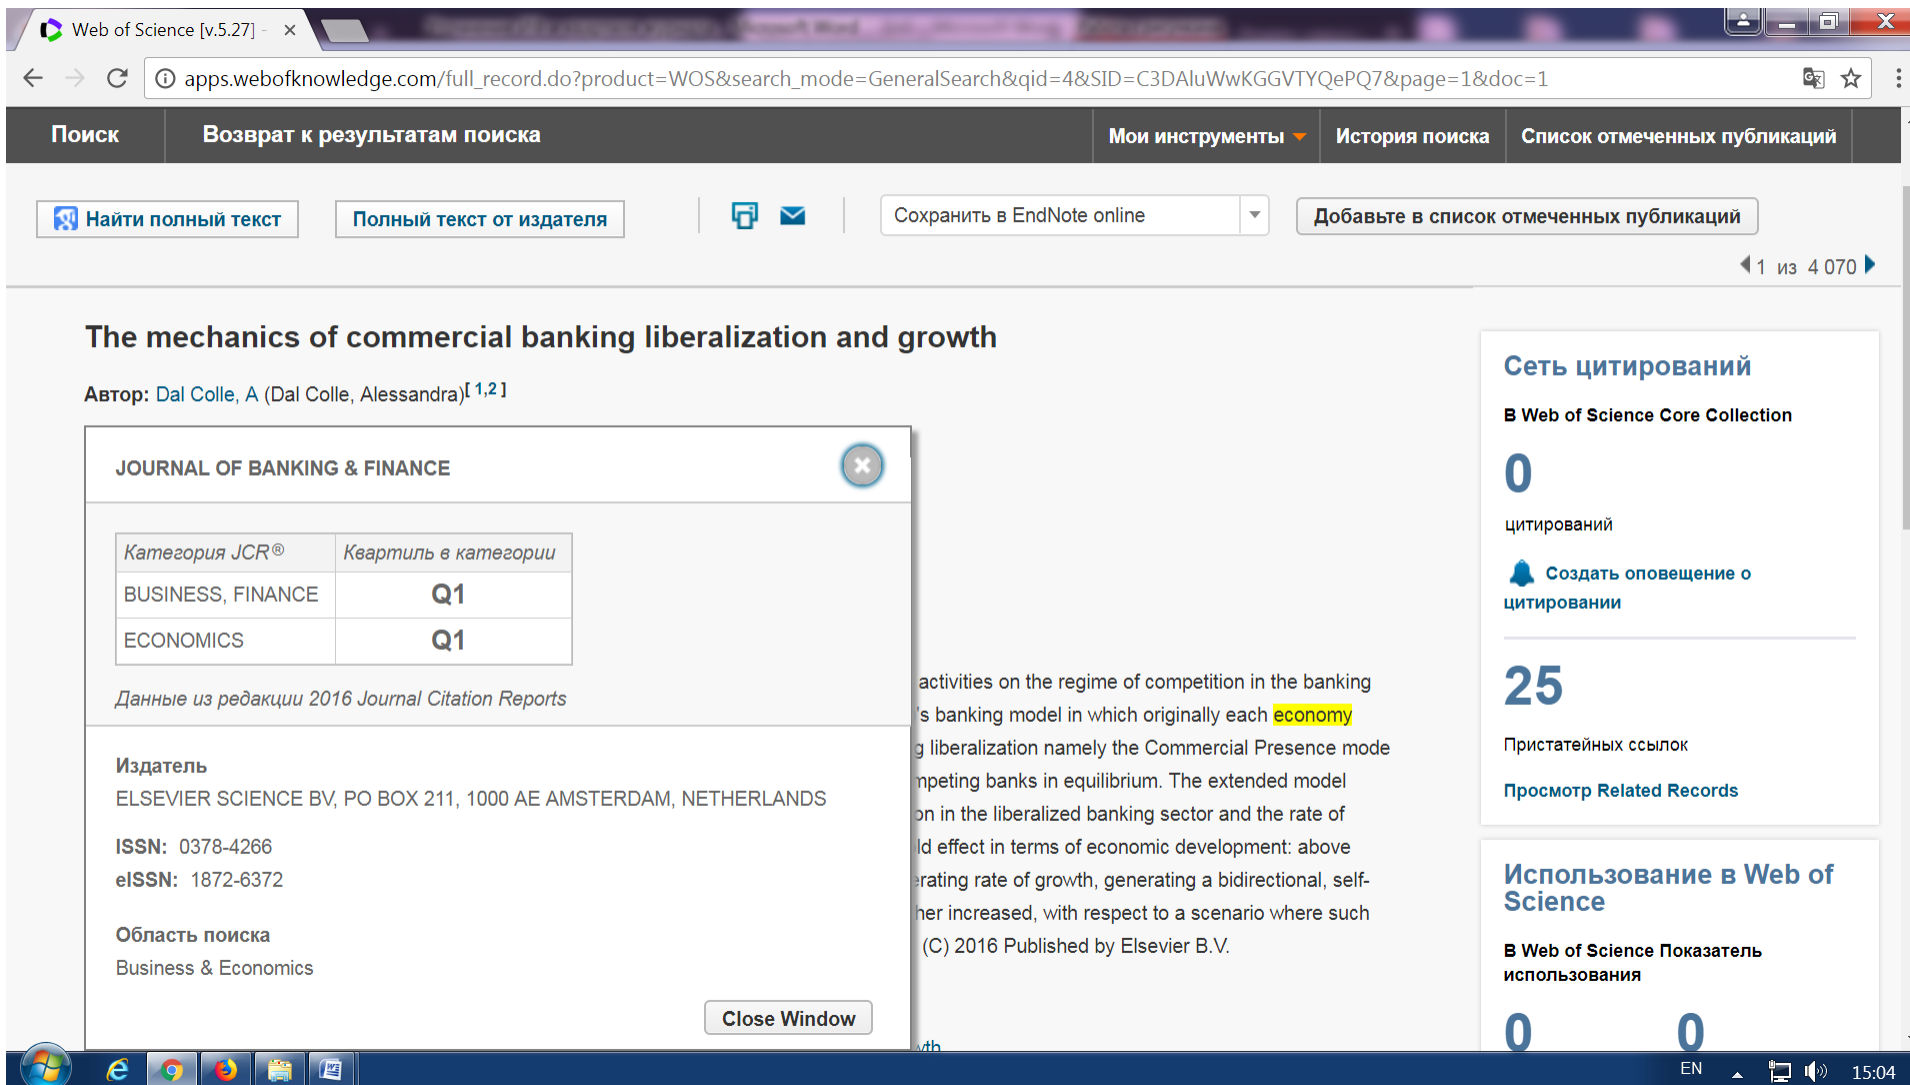 Web of Science [v.5.27] -
apps.webofknowledge.com/full_record.do?product=WOS&search_mode=GeneralSearch&qid=4&SID=C3DAluWwKGGVTYQePQ7&page=1&doc=1
Поиск
Возврат к результатам поиска
Мои инструменты
История поиска
Список отмеченных публикаций
Найти полный текст
Полный текст от издателя
Сохранить в EndNote online
Добавьте в список отмеченных публикаций
1 из 4 070
The mechanics of commercial banking liberalization and growth
Автор: Dal Colle, A (Dal Colle, Alessandra)[ 1,2 ]
JOURNAL OF BANKING & FINANCE
Категория JCR® Квартиль в категории
BUSINESS, FINANCE Q1
ECONOMICS Q1
Данные из редакции 2016 Journal Citation Reports
Издатель
ELSEVIER SCIENCE BV, PO BOX 211, 1000 AE AMSTERDAM, NETHERLANDS
ISSN: 0378-4266
eISSN: 1872-6372
Область поиска
Business & Economics
Close Window
activities on the regime of competition in the banking
's banking model in which originally each economy
liberalization namely the Commercial Presence mode
banks in equilibrium. The extended model
in the liberalized banking sector and the rate of
effect in terms of economic development: above
rate of growth, generating a bidirectional, self-
increased, with respect to a scenario where such
(C) 2016 Published by Elsevier B.V.
Сеть цитирований
В Web of Science Core Collection
0
цитирований
Создать оповещение о
цитировании
25
Пристатейных ссылок
Просмотр Related Records
Использование в Web of
Science
В Web of Science Показатель
использования
0 0
EN
15:04